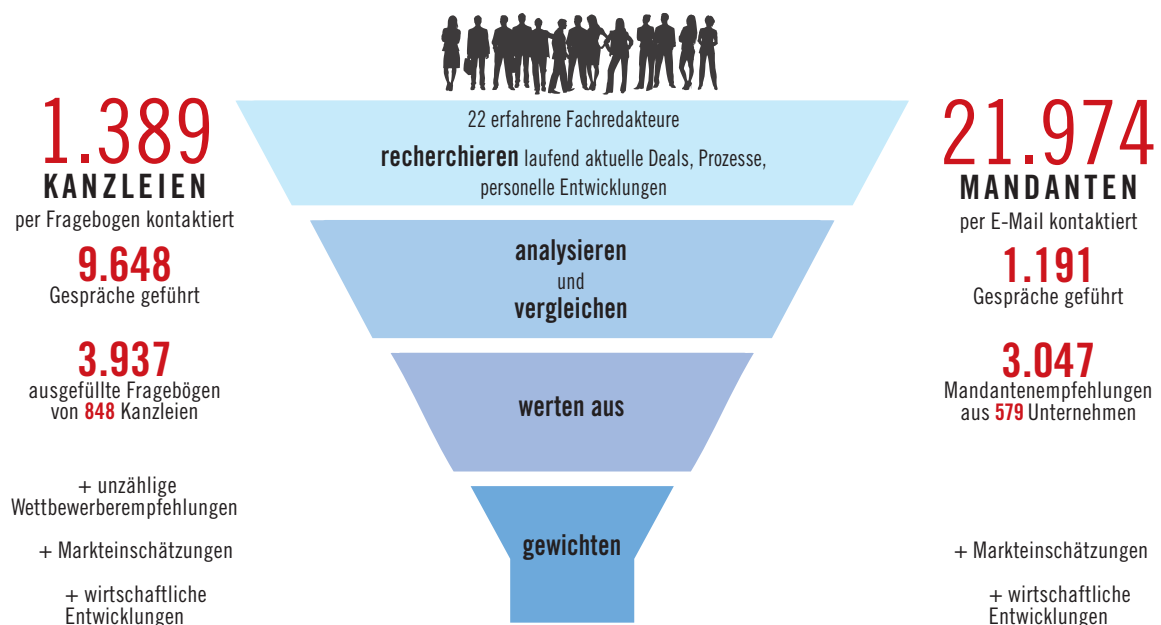 1.389
KANZLEIEN
per Fragebogen kontaktiert
9.648
Gespräche geführt
3.937
ausgefüllte Fragebögen
von 848 Kanzleien
+ unzählige
Wettbewerberempfehlungen
+ Markteinschätzungen
+ wirtschaftliche
Entwicklungen
22 erfahrene Fachredakteure
recherchieren laufend aktuelle Deals, Prozesse,
personelle Entwicklungen
analysieren
und
vergleichen
werten aus
gewichten
21.974
MANDANTEN
per E-Mail kontaktiert
1.191
Gespräche geführt
3.047
Mandantenempfehlungen
aus 579 Unternehmen
+ Markteinschätzungen
+ wirtschaftliche
Entwicklungen